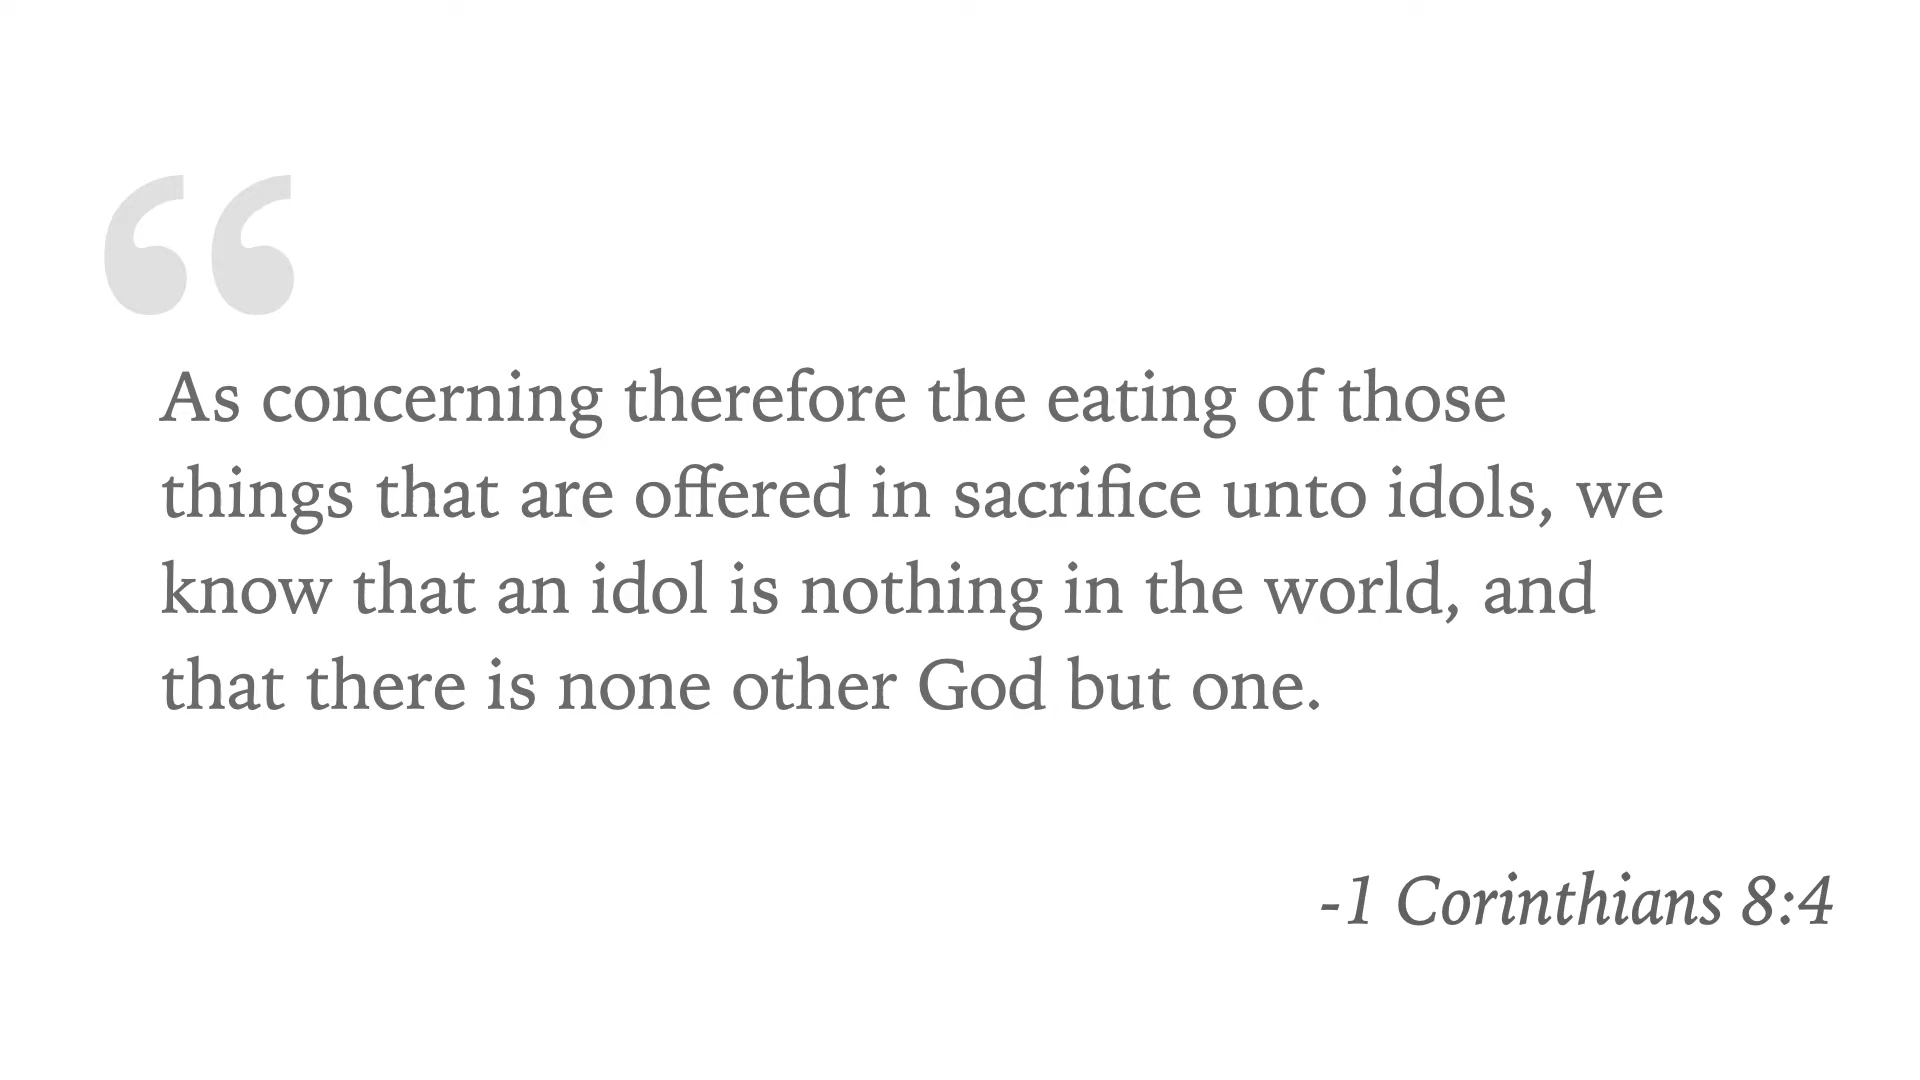 “
As concerning therefore the eating of those
things that are offered in sacrifice unto idols, we
know that an idol is nothing in the world, and
that there is none other God but one.
-1 Corinthians 8:4